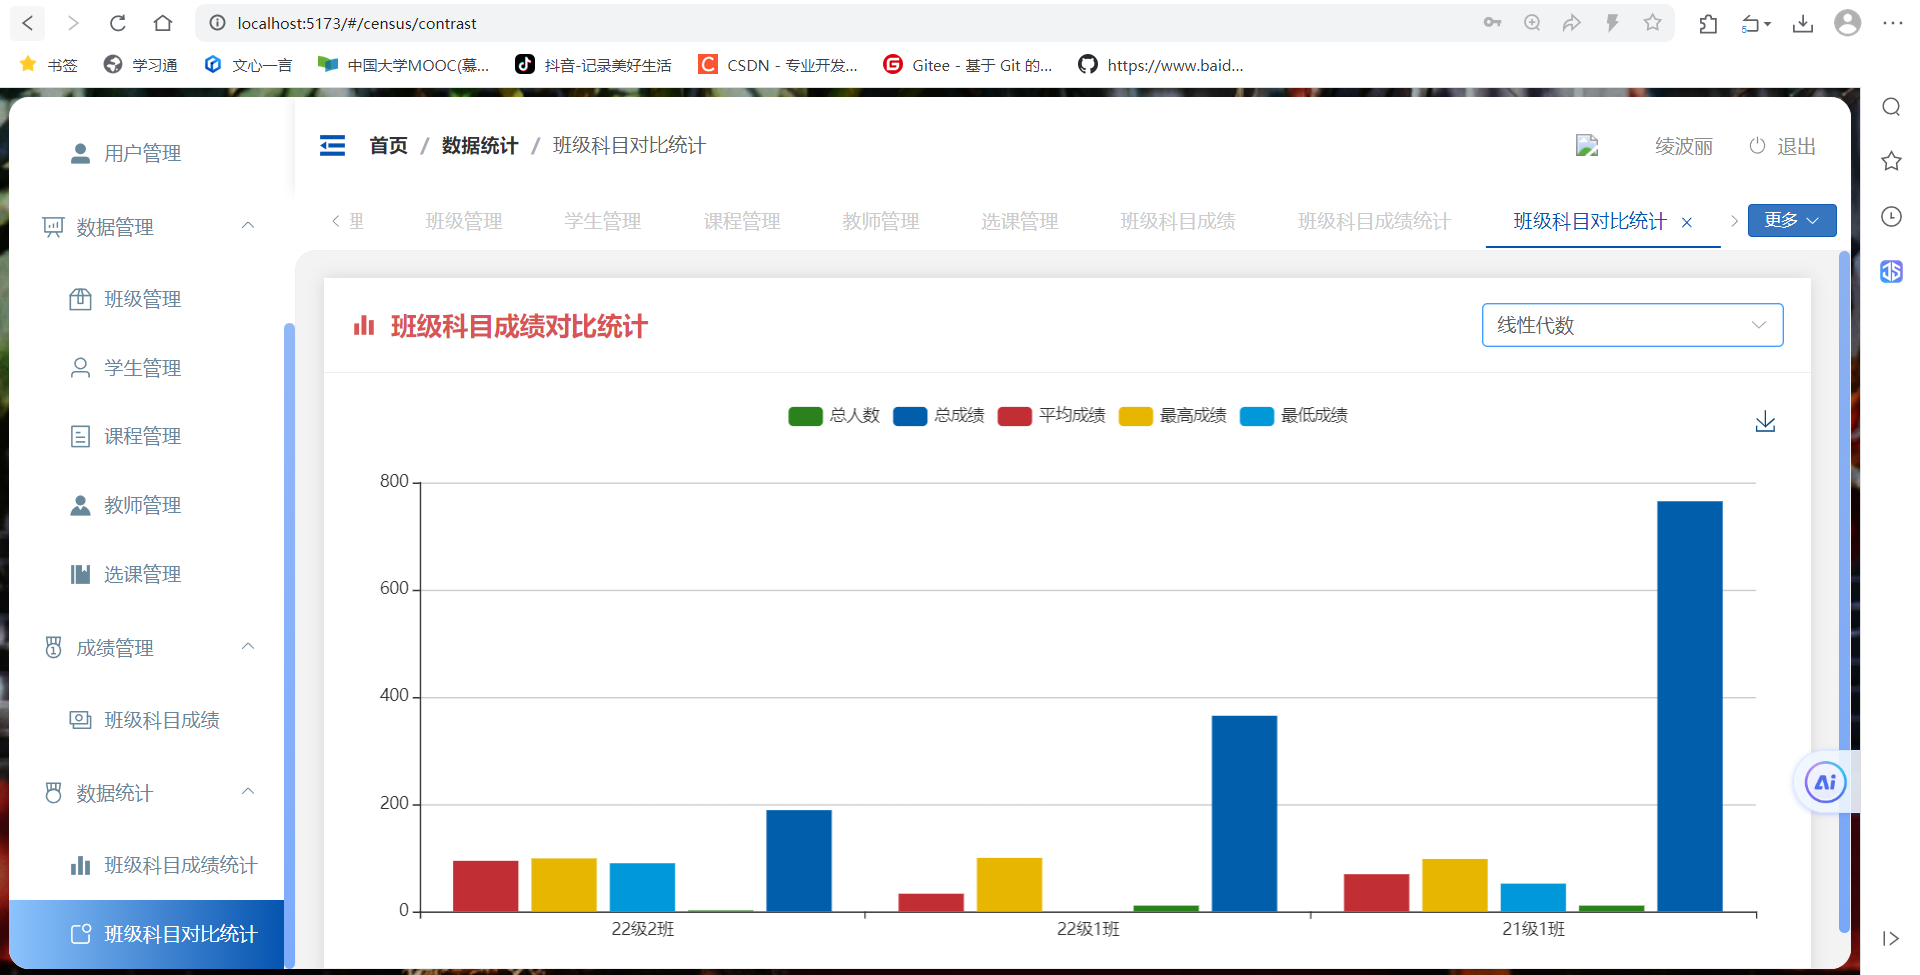 localhost:5173/#/census/contrast
5
书签 学习通 文心一言 中国大学MOOC(慕... 抖音-记录美好生活 CSDN - 专业开发... Gitee - 基于 Git 的... https://www.baid...
用户管理
数据管理
班级管理
学生管理
课程管理
教师管理
选课管理
成绩管理
班级科目成绩
数据统计
班级科目成绩统计
班级科目对比统计
首页 / 数据统计 / 班级科目对比统计
绫波丽 退出
理 班级管理 学生管理 课程管理 教师管理 选课管理 班级科目成绩 班级科目成绩统计 班级科目对比统计 更多
班级科目成绩对比统计
线性代数
总人数 总成绩 平均成绩 最高成绩 最低成绩
800
600
400
200
0
22级2班 22级1班 21级1班
Ai